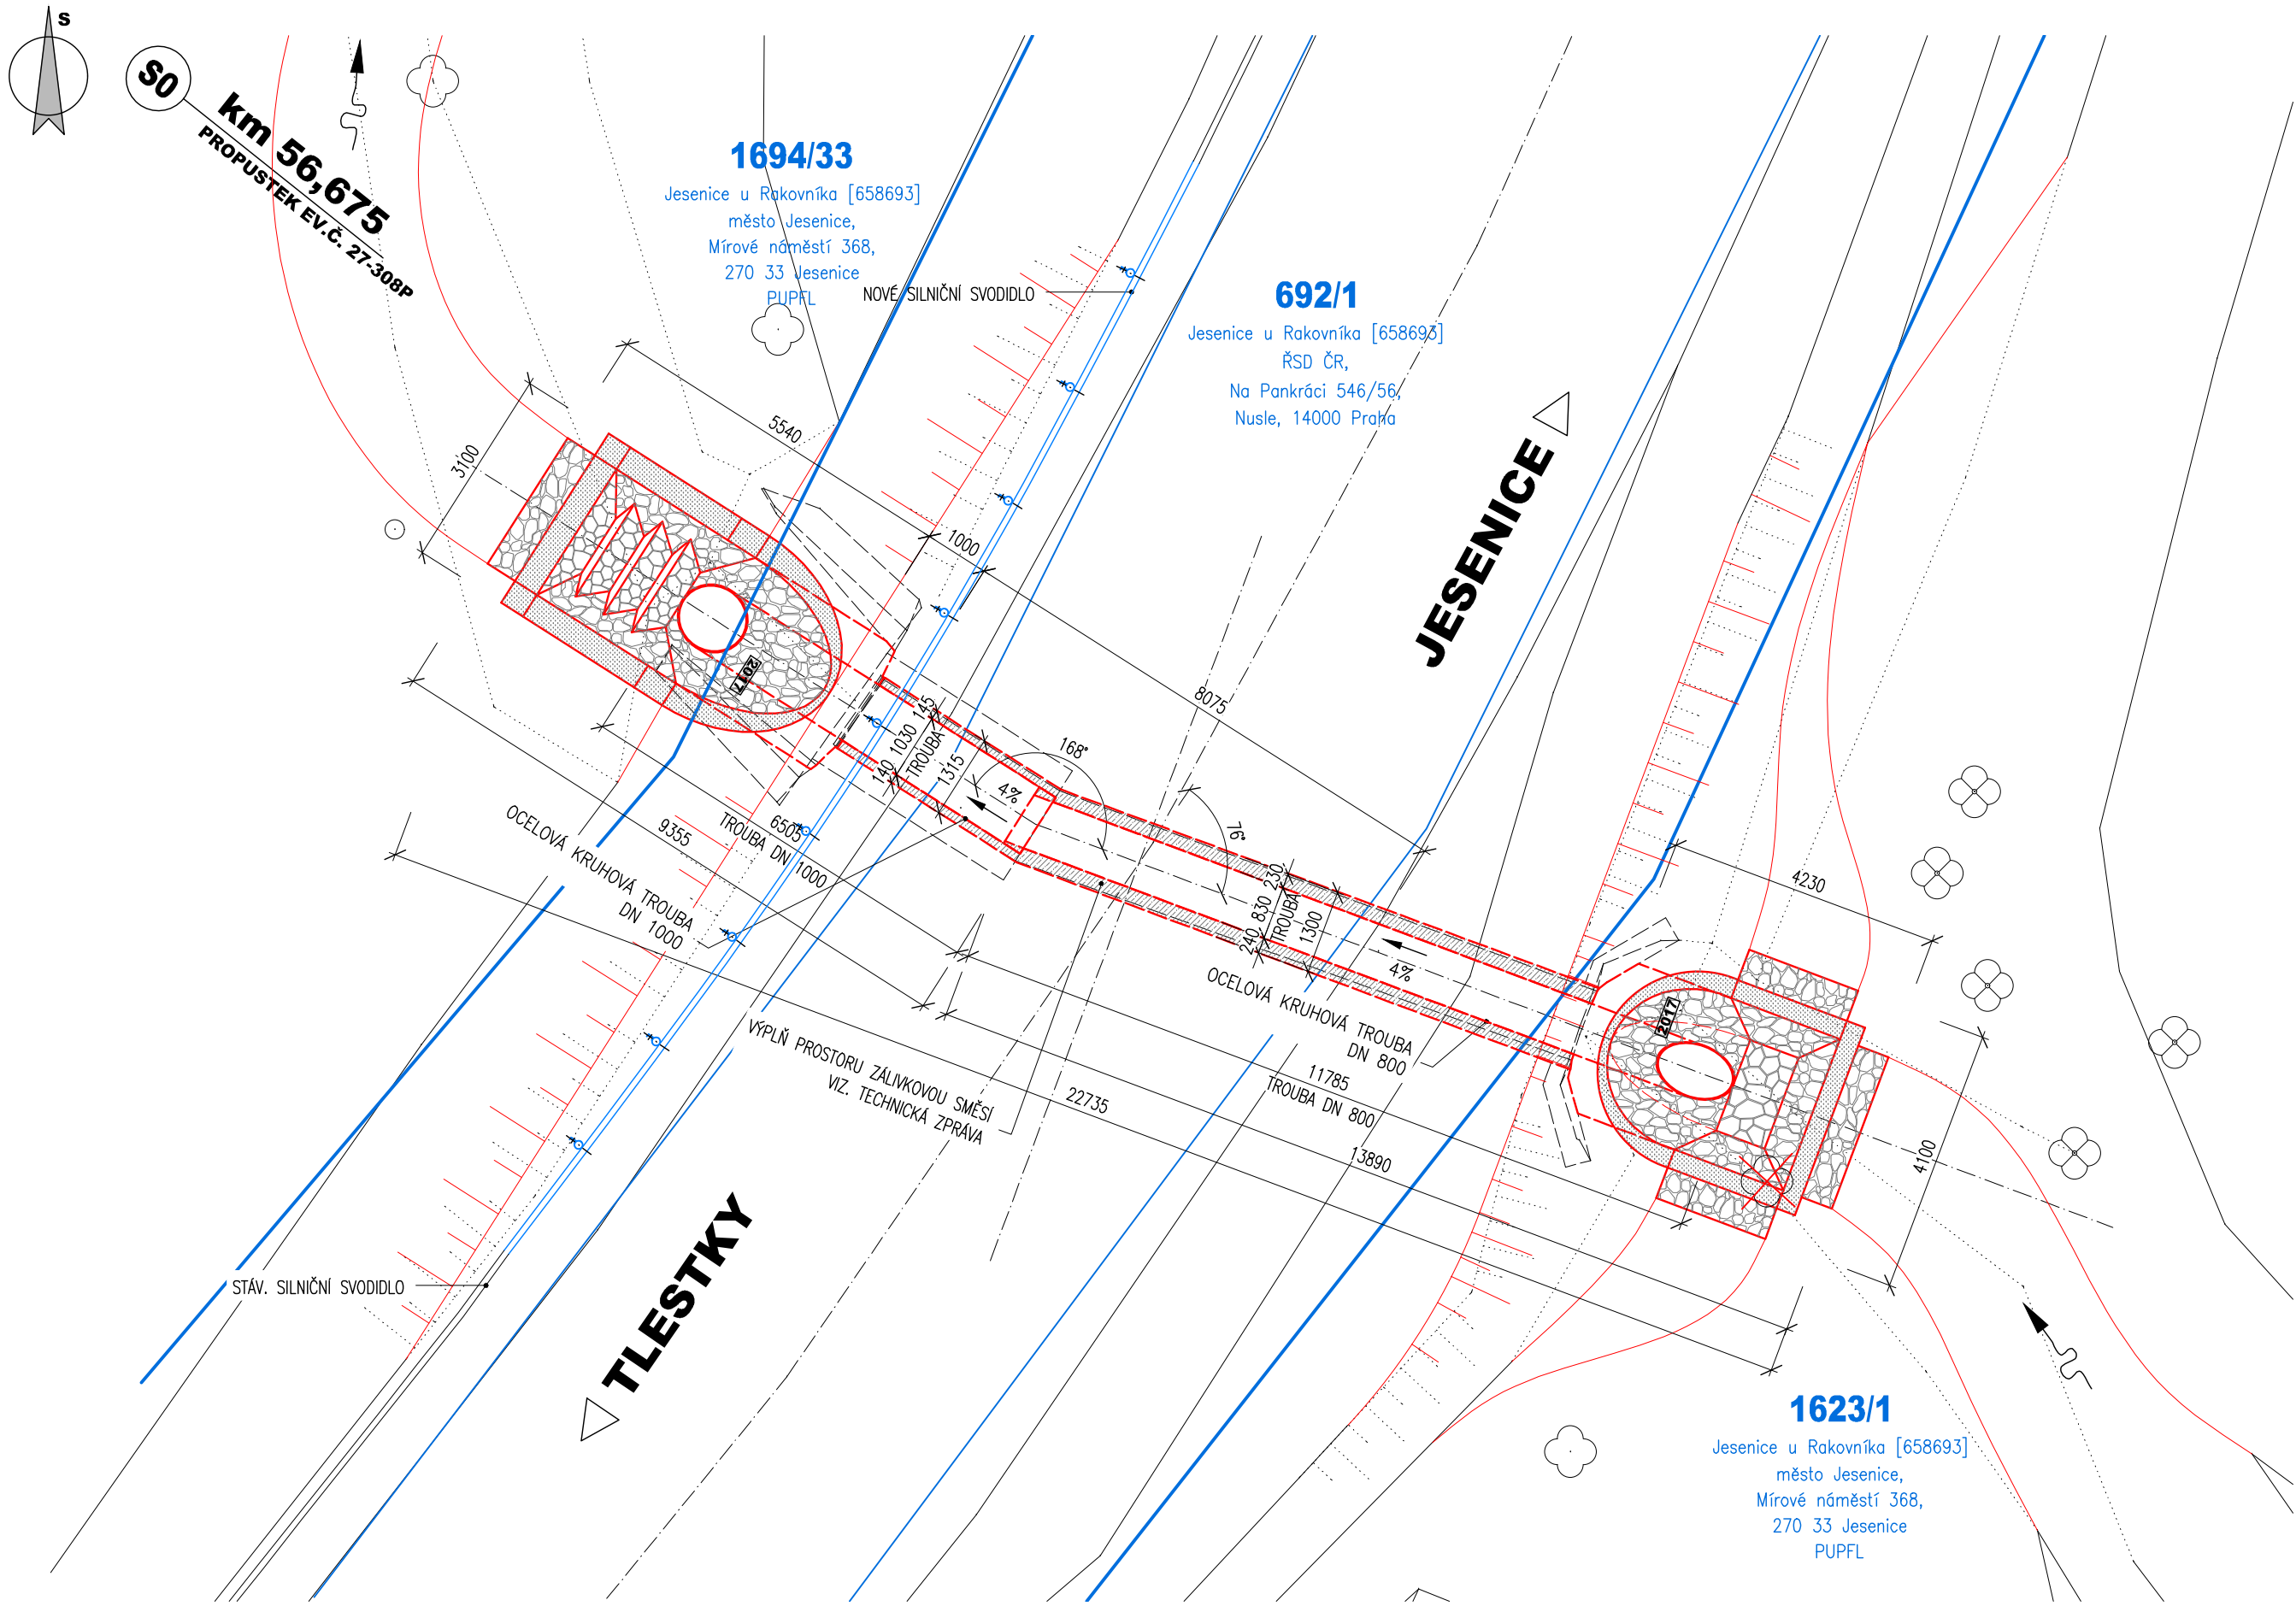 S
S0
km 56,675
PROPUSTEK EV.Č. 27-308P
1694/33
Jesenice u Rakovníka [658693]
město Jesenice,
Mírové náměstí 368,
270 33 Jesenice
PUPFL
NOVÉ SILNIČNÍ SVODIDLO
692/1
Jesenice u Rakovníka [658693]
ŘSD ČR,
Na Pankráci 546/56,
Nusle, 14000 Praha
JESENICE
3100
5540
1000
8075
2017
140 1030 145
TROUBA
1315
168°
4%
76°
240 830 230
TROUBA
1300
4%
4230
2017
4100
9355
6505
TROUBA DN 1000
OCELOVÁ KRUHOVÁ TROUBA
DN 1000
OCELOVÁ KRUHOVÁ TROUBA
DN 800
VÝPLŇ PROSTORU ZÁLIVKOVOU SMĚSÍ
VIZ. TECHNICKÁ ZPRÁVA
11785
TROUBA DN 800
22735
13890
STÁV. SILNIČNÍ SVODIDLO
TLESTKY
1623/1
Jesenice u Rakovníka [658693]
město Jesenice,
Mírové náměstí 368,
270 33 Jesenice
PUPFL